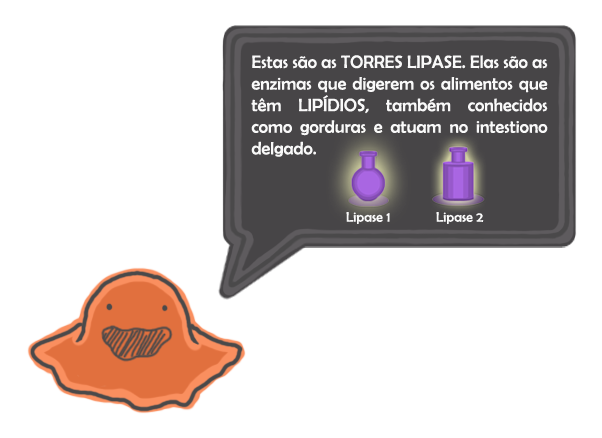 Estas são as TORRES LIPASE. Elas são as
enzimas que digerem os alimentos que
têm LIPÍDIOS, também conhecidos
como gorduras e atuam no intestiono
delgado.
Lipase 1 Lipase 2